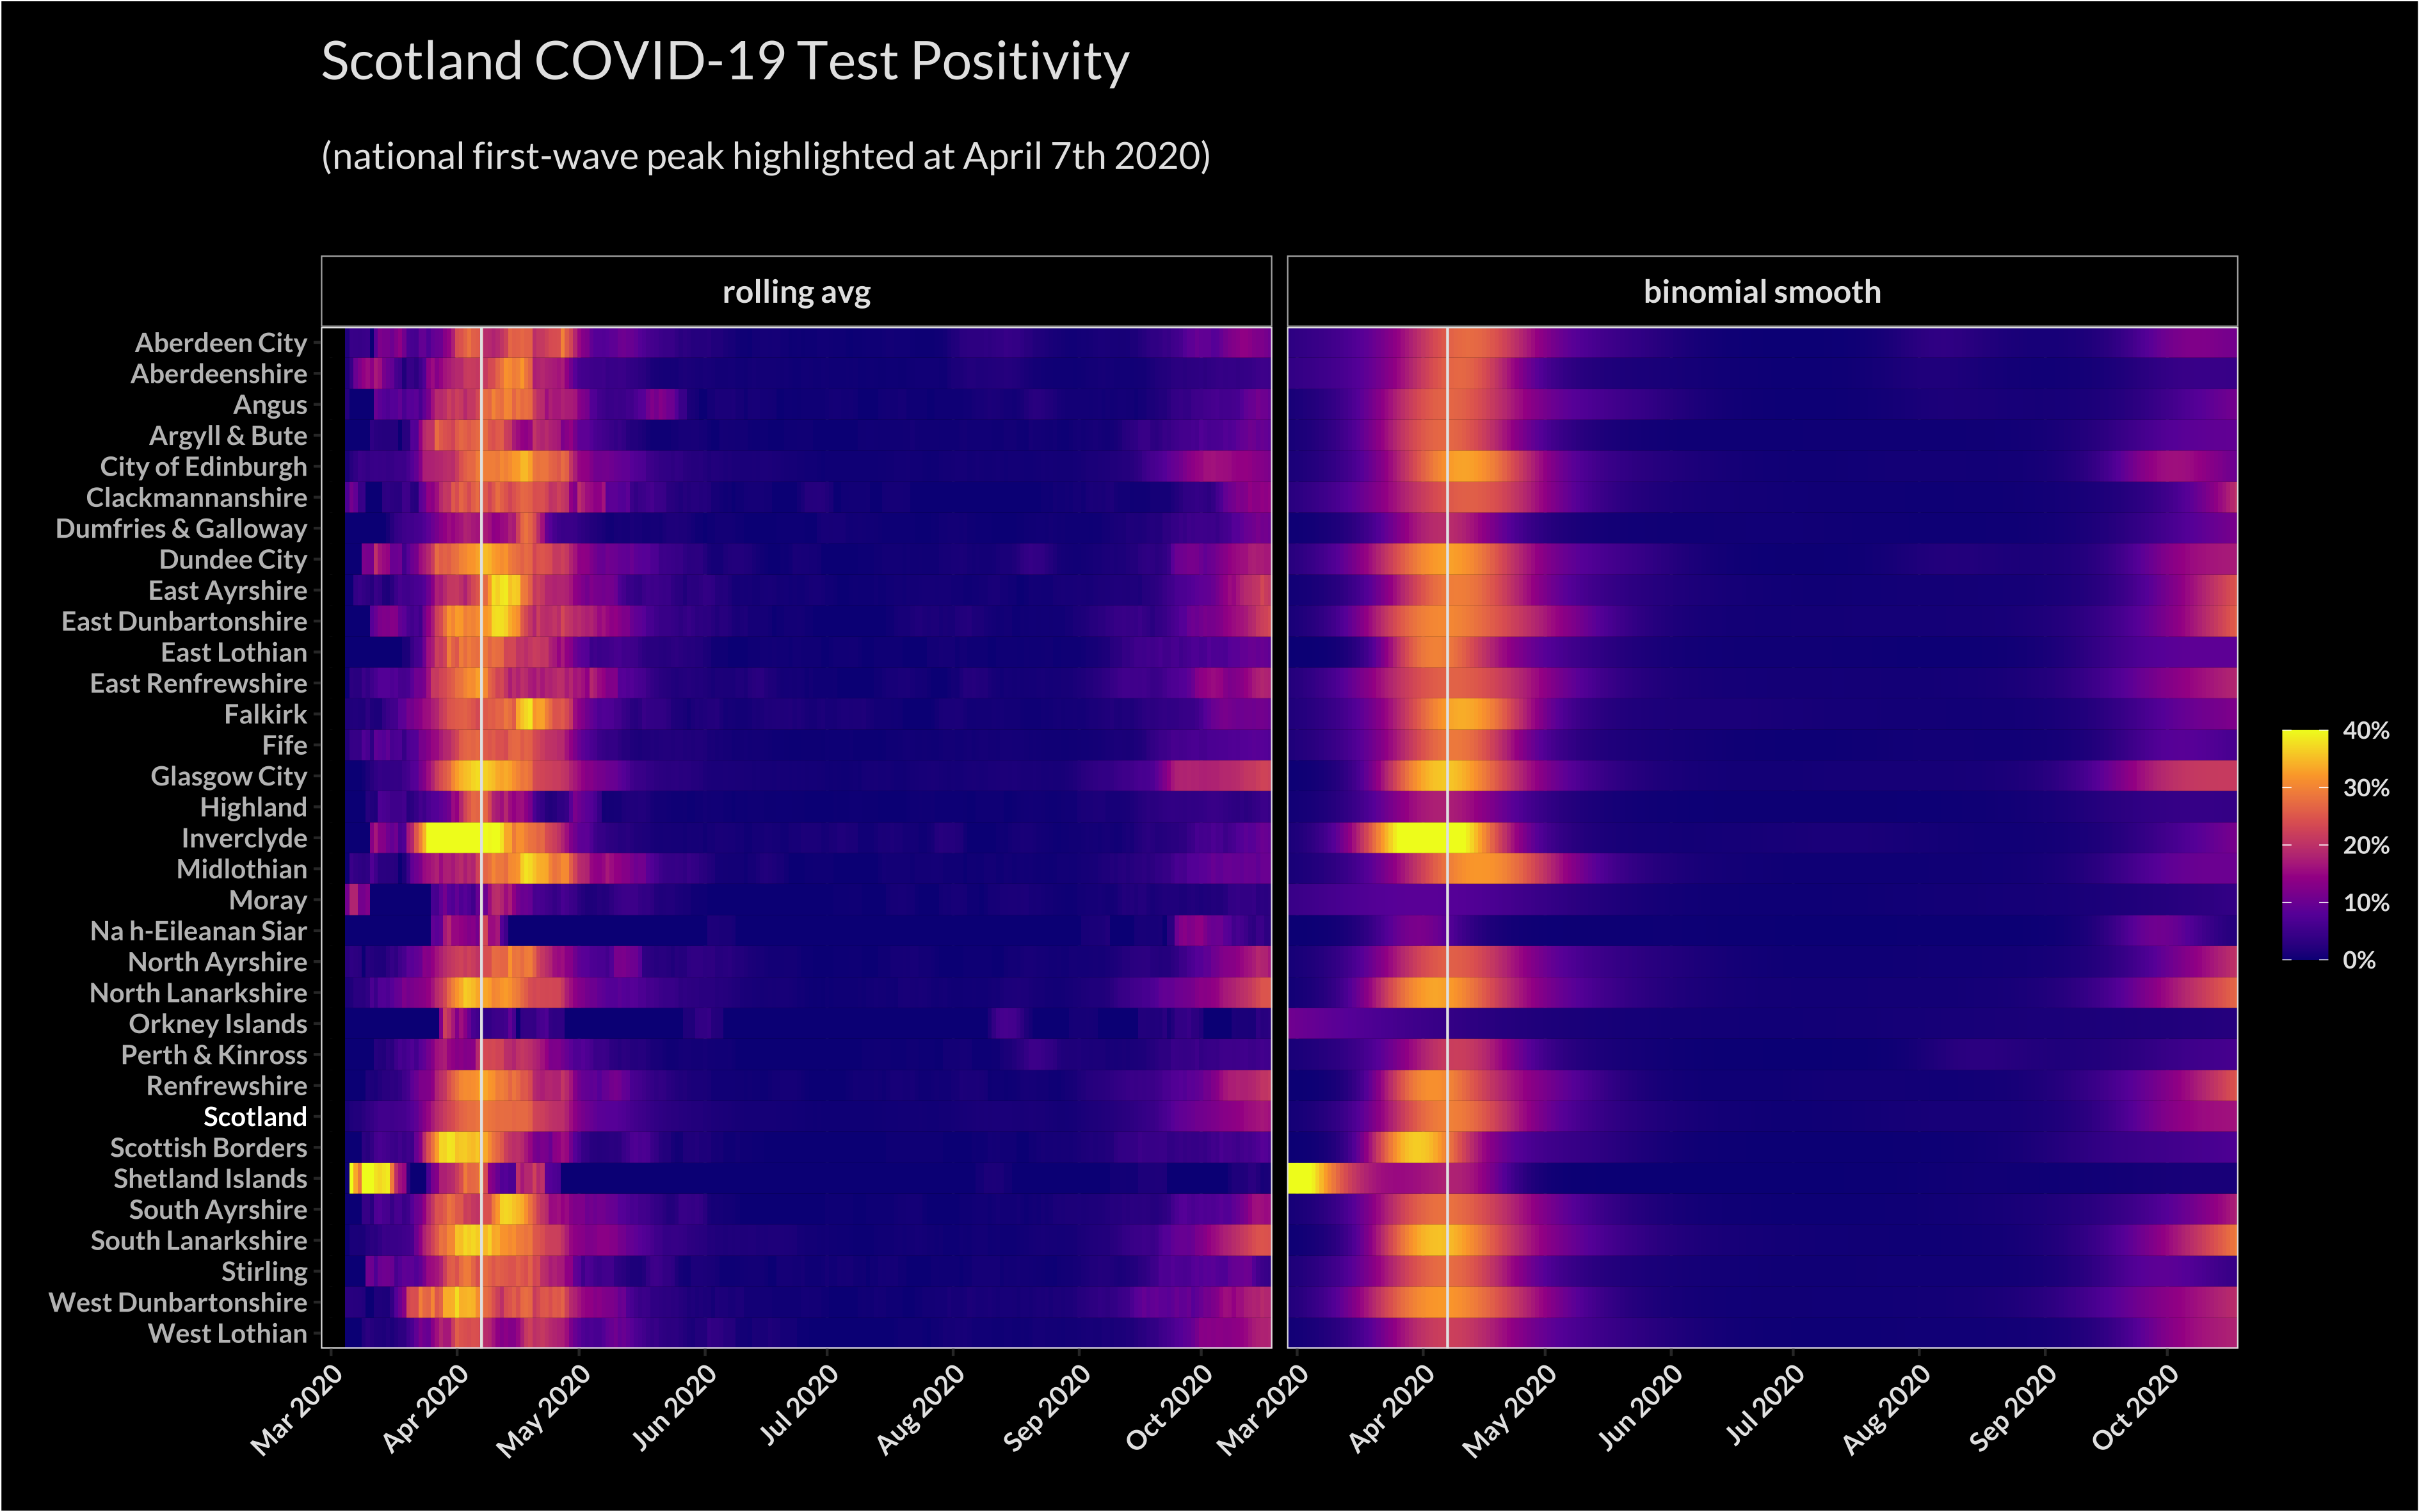 Scotland COVID-19 Test Positivity
(national first-wave peak highlighted at April 7th 2020)
rolling avg
binomial smooth
Aberdeen City
Aberdeenshire
Angus
Argyll & Bute
City of Edinburgh
Clackmannanshire
Dumfries & Galloway
Dundee City
East Ayrshire
East Dunbartonshire
East Lothian
East Renfrewshire
Falkirk
Fife
Glasgow City
Highland
Inverclyde
Midlothian
Moray
Na h-Eileanan Siar
North Ayrshire
North Lanarkshire
Orkney Islands
Perth & Kinross
Renfrewshire
Scotland
Scottish Borders
Shetland Islands
South Ayrshire
South Lanarkshire
Stirling
West Dunbartonshire
West Lothian
Mar 2020
Apr 2020
May 2020
Jun 2020
Jul 2020
Aug 2020
Sep 2020
Oct 2020
Mar 2020
Apr 2020
May 2020
Jun 2020
Jul 2020
Aug 2020
Sep 2020
Oct 2020
40%
30%
20%
10%
0%